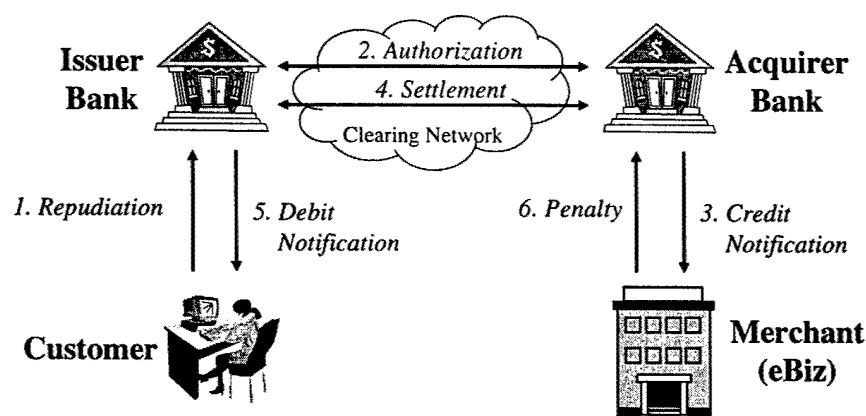 Issuer
Bank
$
2. Authorization
4. Settlement
Clearing Network
$
Acquirer
Bank
1. Repudiation
5. Debit
Notification
6. Penalty
3. Credit
Notification
Customer
Merchant
(eBiz)